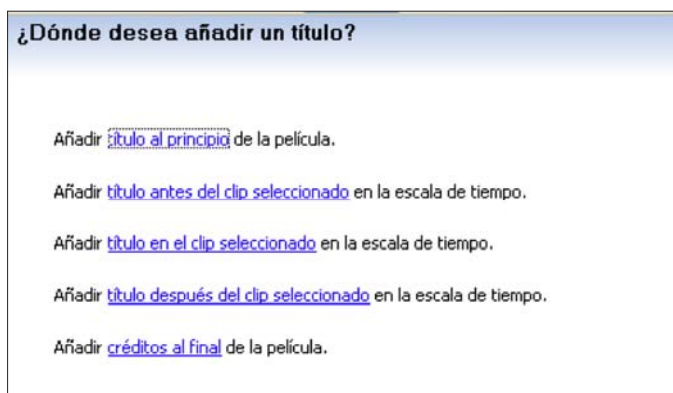 ¿Dónde desea añadir un título?
Añadir título al principio de la película.
Añadir título antes del clip seleccionado en la escala de tiempo.
Añadir título en el clip seleccionado en la escala de tiempo.
Añadir título después del clip seleccionado en la escala de tiempo.
Añadir créditos al final de la película.